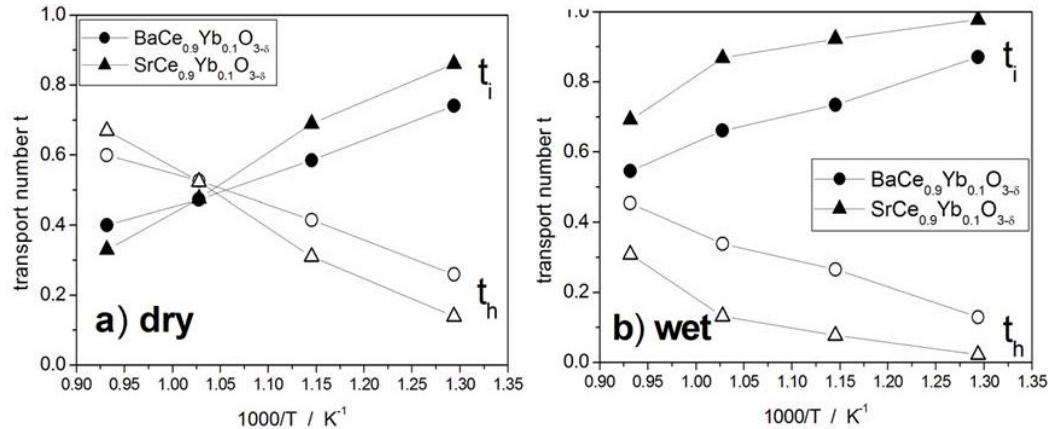 1.0
0.8
0.6
0.4
0.2
0.0
transport number t
BaCe0.9Yb0.1O3-δ
SrCe0.9Yb0.1O3-δ
ti
th
a) dry
0.90 0.95 1.00 1.05 1.10 1.15 1.20 1.25 1.30 1.35
1000/T / K-1
1.0
0.8
0.6
0.4
0.2
0.0
transport number t
ti
BaCe0.9Yb0.1O3-δ
SrCe0.9Yb0.1O3-δ
b) wet
th
0.90 0.95 1.00 1.05 1.10 1.15 1.20 1.25 1.30 1.35
1000/T / K-1